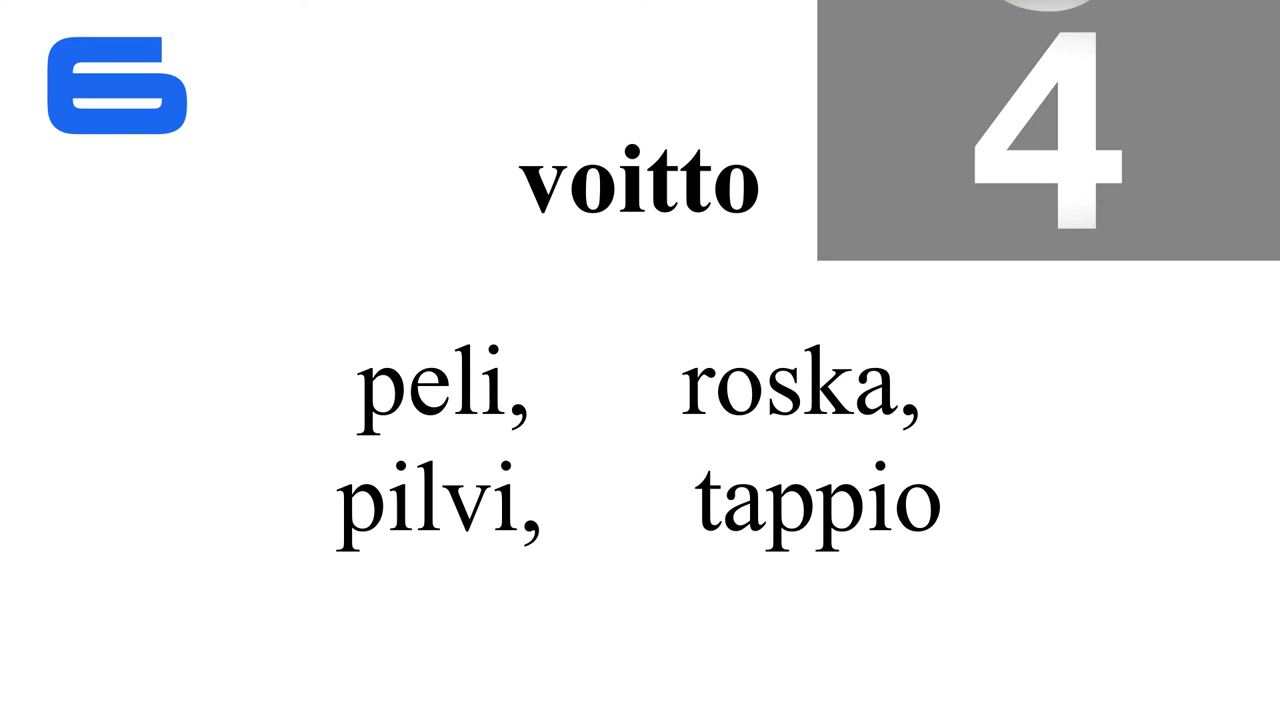 6
4
voitto
peli, roska,
pilvi, tappio